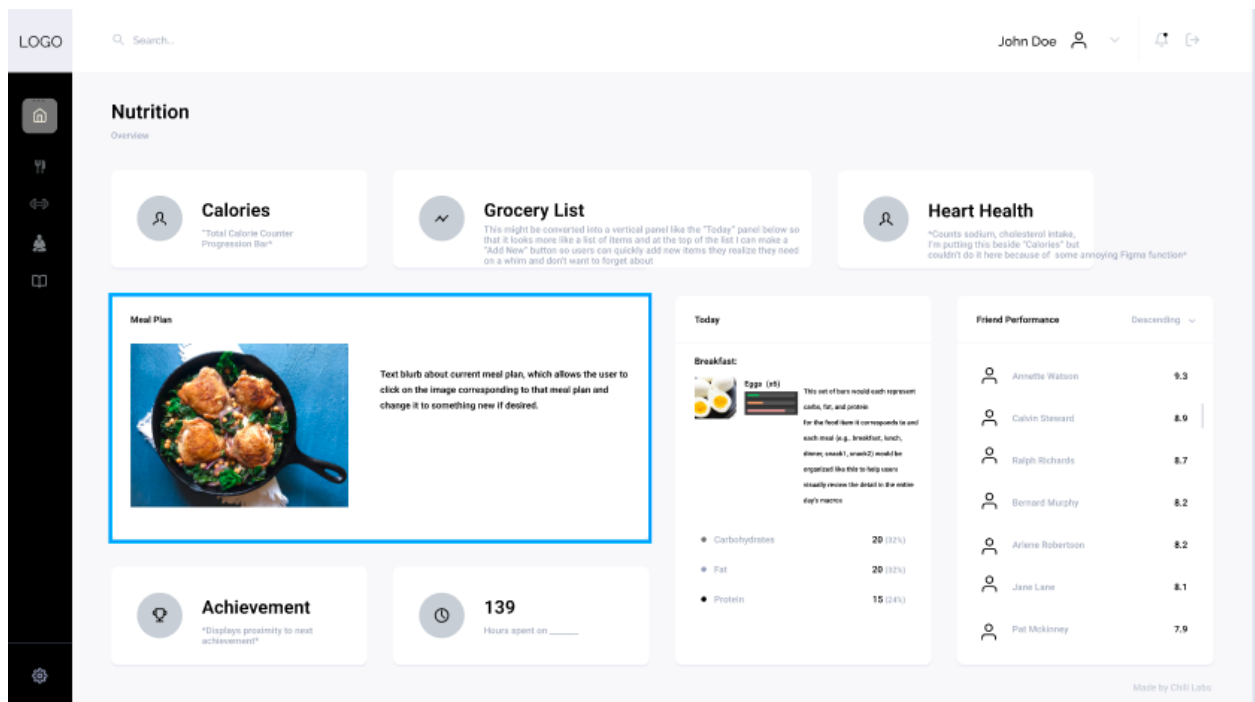 LOGO
Search..
John Doe
Nutrition
Overview
Calories
"Total Calorie Counter
Progression Bar*
Grocery List
This might be converted into a vertical panel like the "Today" panel below so
that it looks more like a list of items and at the top of the list I can make a
"Add New" button so users can quickly add new items they realize they need
on a whim and don't want to forget about
Heart Health
*Counts sodium, cholesterol intake,
I'm putting this beside "Calories" but
couldn't do it here because of some annoying Figma function*
Meal Plan
Text blurb about current meal plan, which allows the user to
click on the image corresponding to that meal plan and
change it to something new if desired.
Today
Breakfast:
Eggs (x6)
This set of bars would each represent
carbs, fat, and protein
for the food item it corresponds to and
each meal (e.g., breakfast, lunch,
dinner, snack1, snack2) would be
organized like this to help users
visually review the detail in the entire
day's macros
Carbohydrates 20 (32%)
Fat 20 (32%)
Protein 15 (24%)
Friend Performance Descending
Annette Watson 9.3
Calvin Steward 8.9
Ralph Richards 8.7
Bernard Murphy 8.2
Arlene Robertson 8.2
Jane Lane 8.1
Pat Mckinney 7.9
Achievement
*Displays proximity to next
achievement*
139
Hours spent on ______
Made by Chili Labs